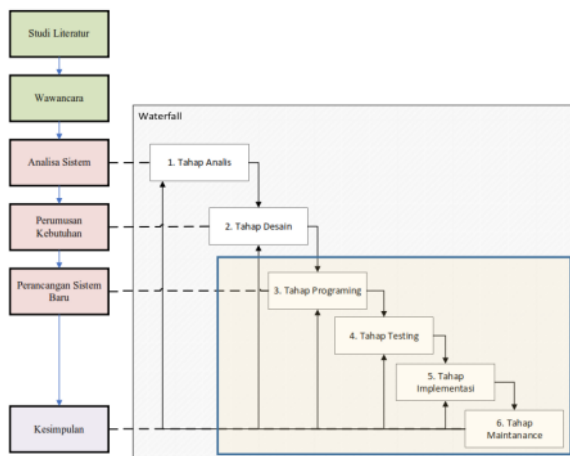 Studi Literatur
Wawancara
Waterfall
Analisa Sistem
1. Tahap Analis
Perumusan
Kebutuhan
2. Tahap Desain
Perancangan Sistem
Baru
3. Tahap Programing
4. Tahap Testing
5. Tahap
Implementasi
Kesimpulan
6. Tahap
Maintanance